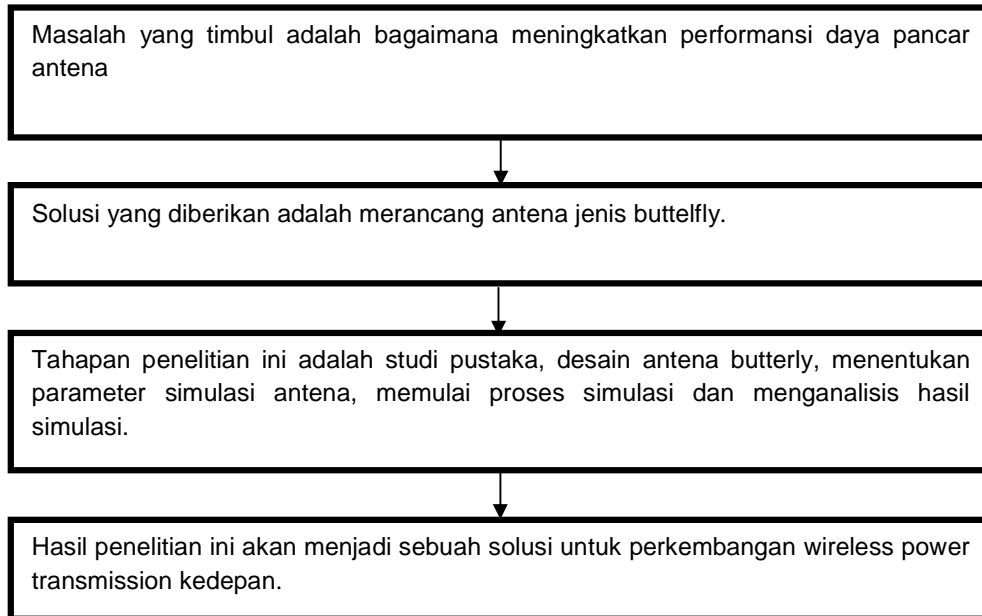 Masalah yang timbul adalah bagaimana meningkatkan performansi daya pancar
antena
Solusi yang diberikan adalah merancang antena jenis buttelfly.
Tahapan penelitian ini adalah studi pustaka, desain antena butterly, menentukan
parameter simulasi antena, memulai proses simulasi dan menganalisis hasil
simulasi.
Hasil penelitian ini akan menjadi sebuah solusi untuk perkembangan wireless power
transmission kedepan.